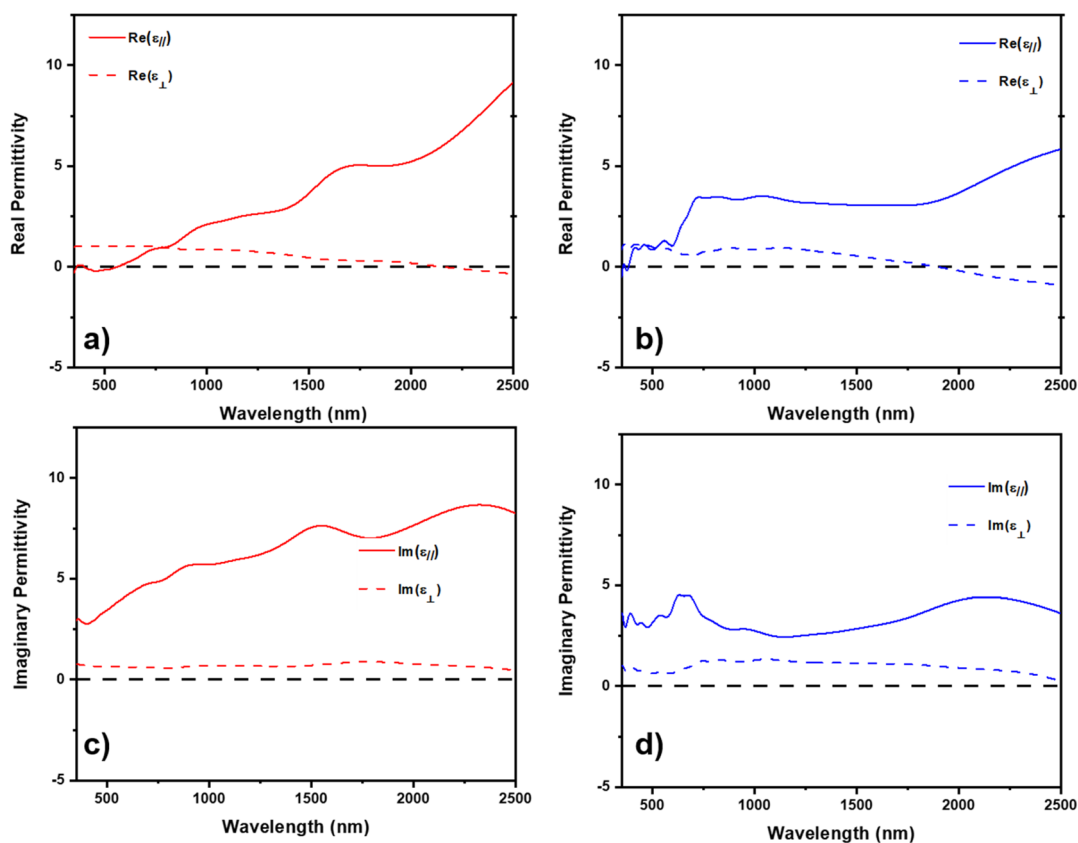 Re(ε//)
Re(ε⊥)
10
5
0
-5
Real Permittivity
a)
500
1000
1500
2000
2500
Wavelength (nm)
Re(ε//)
Re(ε⊥)
10
5
0
-5
Real Permittivity
b)
500
1000
1500
2000
2500
Wavelength (nm)
Im(ε//)
Im(ε⊥)
10
5
0
-5
Imaginary Permittivity
c)
500
1000
1500
2000
2500
Wavelength (nm)
Im(ε//)
Im(ε⊥)
10
5
0
-5
Imaginary Permittivity
d)
500
1000
1500
2000
2500
Wavelength (nm)